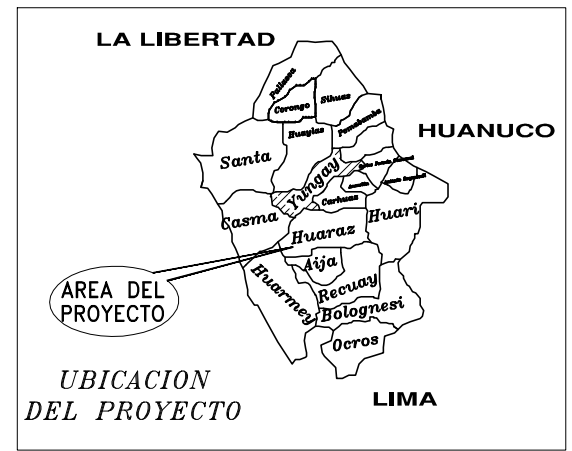 LA LIBERTAD
Pallasca
Corongo
Sihuas
Huaylas
Pomabamba
HUANUCO
Santa
Yungay
Carhuaz
Casma
Huari
Huaraz
Aija
Huarmey
Recuay
Bolognesi
Ocros
AREA DEL
PROYECTO
UBICACION
DEL PROYECTO
LIMA